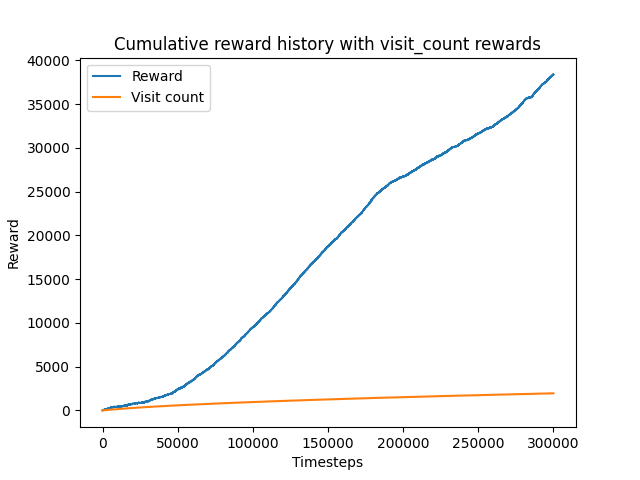 Cumulative reward history with visit_count rewards
Reward
Visit count
40000
35000
30000
25000
20000
15000
10000
5000
0
Reward
0 50000 100000 150000 200000 250000 300000
Timesteps